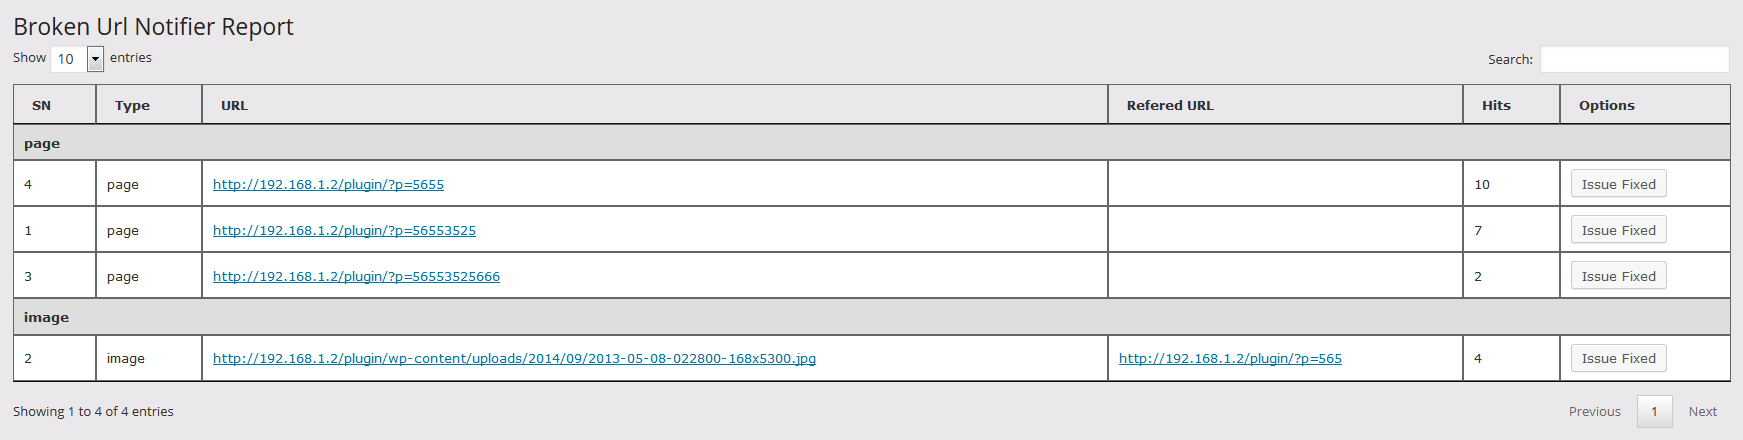 Broken Url Notifier Report
Show 10 entries Search:
SN Type URL Refered URL Hits Options
page
4 page http://192.168.1.2/plugin/?p=5655 10 Issue Fixed
1 page http://192.168.1.2/plugin/?p=56553525 7 Issue Fixed
3 page http://192.168.1.2/plugin/?p=56553525666 2 Issue Fixed
image
2 image http://192.168.1.2/plugin/wp-content/uploads/2014/09/2013-05-08-022800-168x5300.jpg http://192.168.1.2/plugin/?p=565 4 Issue Fixed
Showing 1 to 4 of 4 entries Previous 1 Next